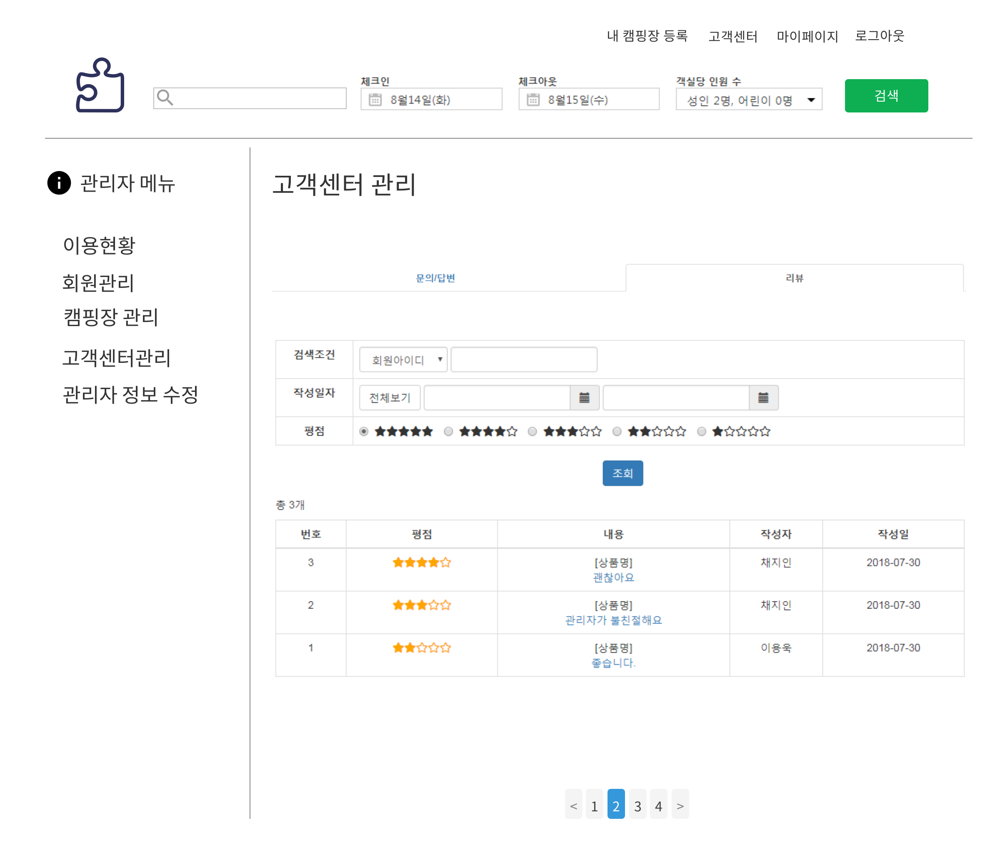 내 캠핑장 등록 고객센터 마이페이지 로그아웃
체크인 체크아웃 객실당 인원 수
8월14일(화) 8월15일(수) 성인 2명, 어린이 0명 검색
관리자 메뉴
이용현황
회원관리
캠핑장 관리
고객센터관리
관리자 정보 수정
고객센터 관리
문의/답변 리뷰
검색조건 회원아이디
작성일자 전체보기
평점 ★★★★★ ★★★★☆ ★★★☆☆ ★★☆☆☆ ★☆☆☆☆
조회
총 3개
번호 평점 내용 작성자 작성일
3 ★★★★☆ [상품명] 채지인 2018-07-30
괜찮아요
2 ★★★☆☆ [상품명] 채지인 2018-07-30
관리자가 불친절해요
1 ★★☆☆☆ [상품명] 이용욱 2018-07-30
좋습니다.
< 1 2 3 4 >